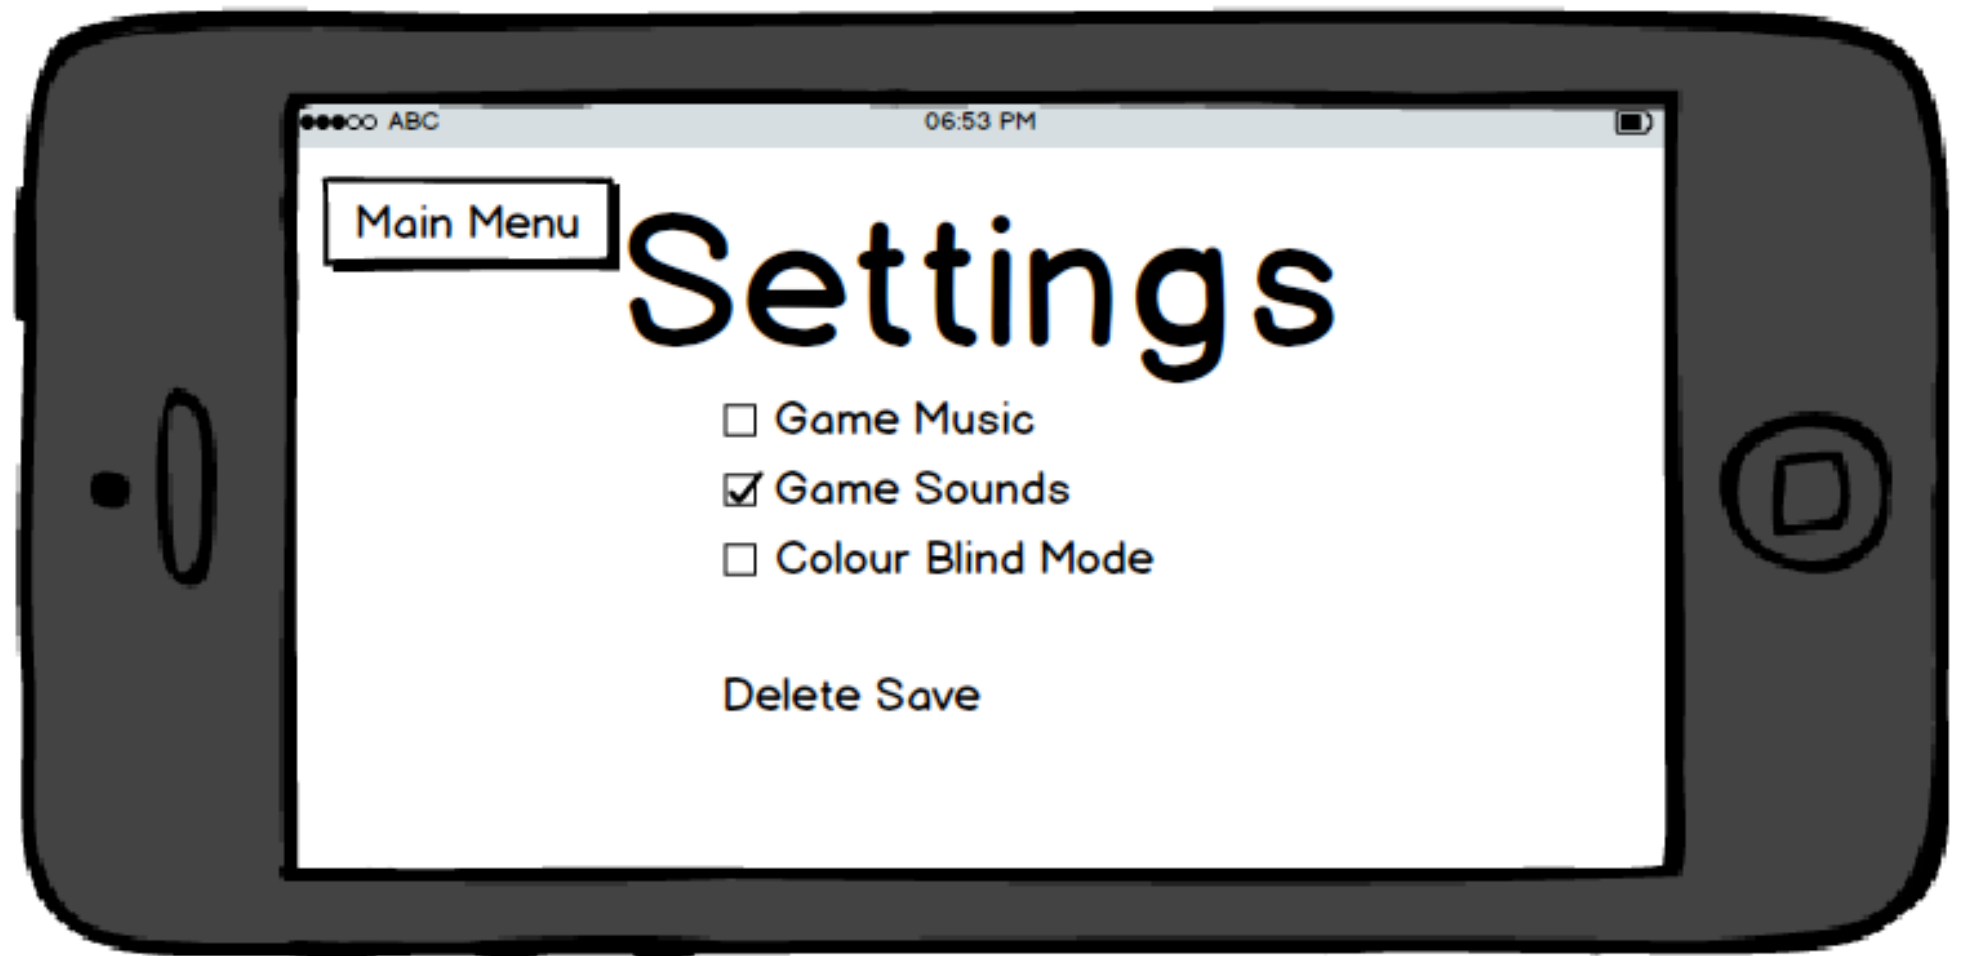 ABC 06:53 PM
Main Menu
Settings
Game Music
Game Sounds
Colour Blind Mode
Delete Save